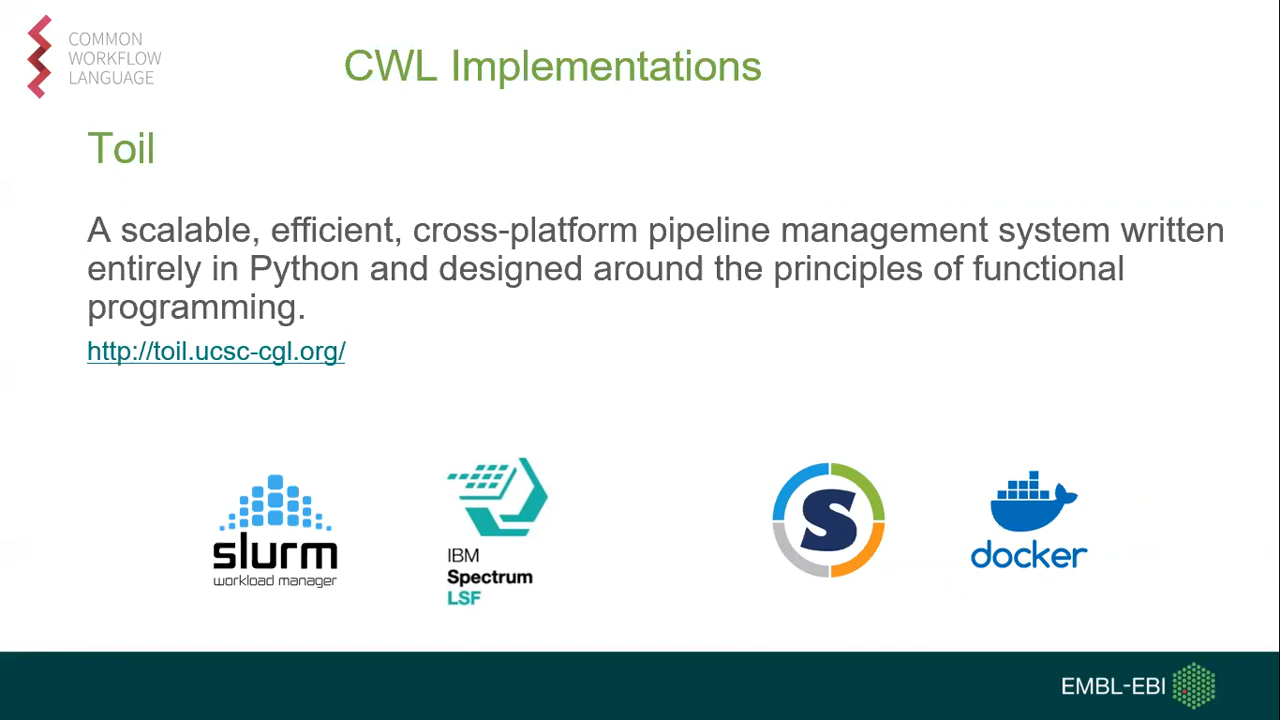 COMMON
WORKFLOW
LANGUAGE
CWL Implementations
Toil
A scalable, efficient, cross-platform pipeline management system written
entirely in Python and designed around the principles of functional
programming.
http://toil.ucsc-cgl.org/
slurm
workload manager
IBM
Spectrum
LSF
S
docker
EMBL-EBI